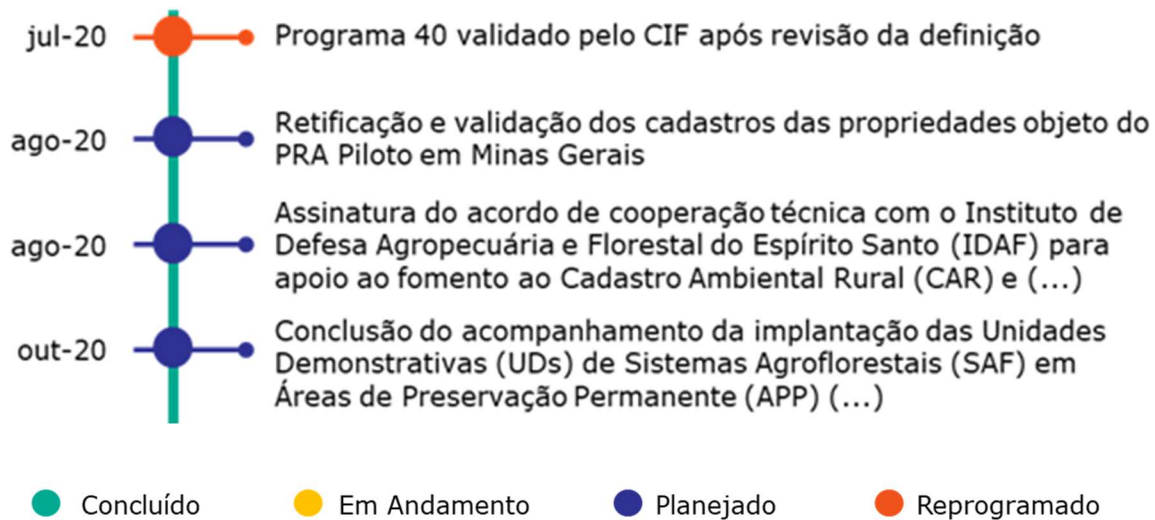 jul-20
Programa 40 validado pelo CIF após revisão da definição
ago-20
Retificação e validação dos cadastros das propriedades objeto do
PRA Piloto em Minas Gerais
ago-20
Assinatura do acordo de cooperação técnica com o Instituto de
Defesa Agropecuária e Florestal do Espírito Santo (IDAF) para
apoio ao fomento ao Cadastro Ambiental Rural (CAR) e (...)
out-20
Conclusão do acompanhamento da implantação das Unidades
Demonstrativas (UDs) de Sistemas Agroflorestais (SAF) em
Áreas de Preservação Permanente (APP) (...)
Concluído
Em Andamento
Planejado
Reprogramado